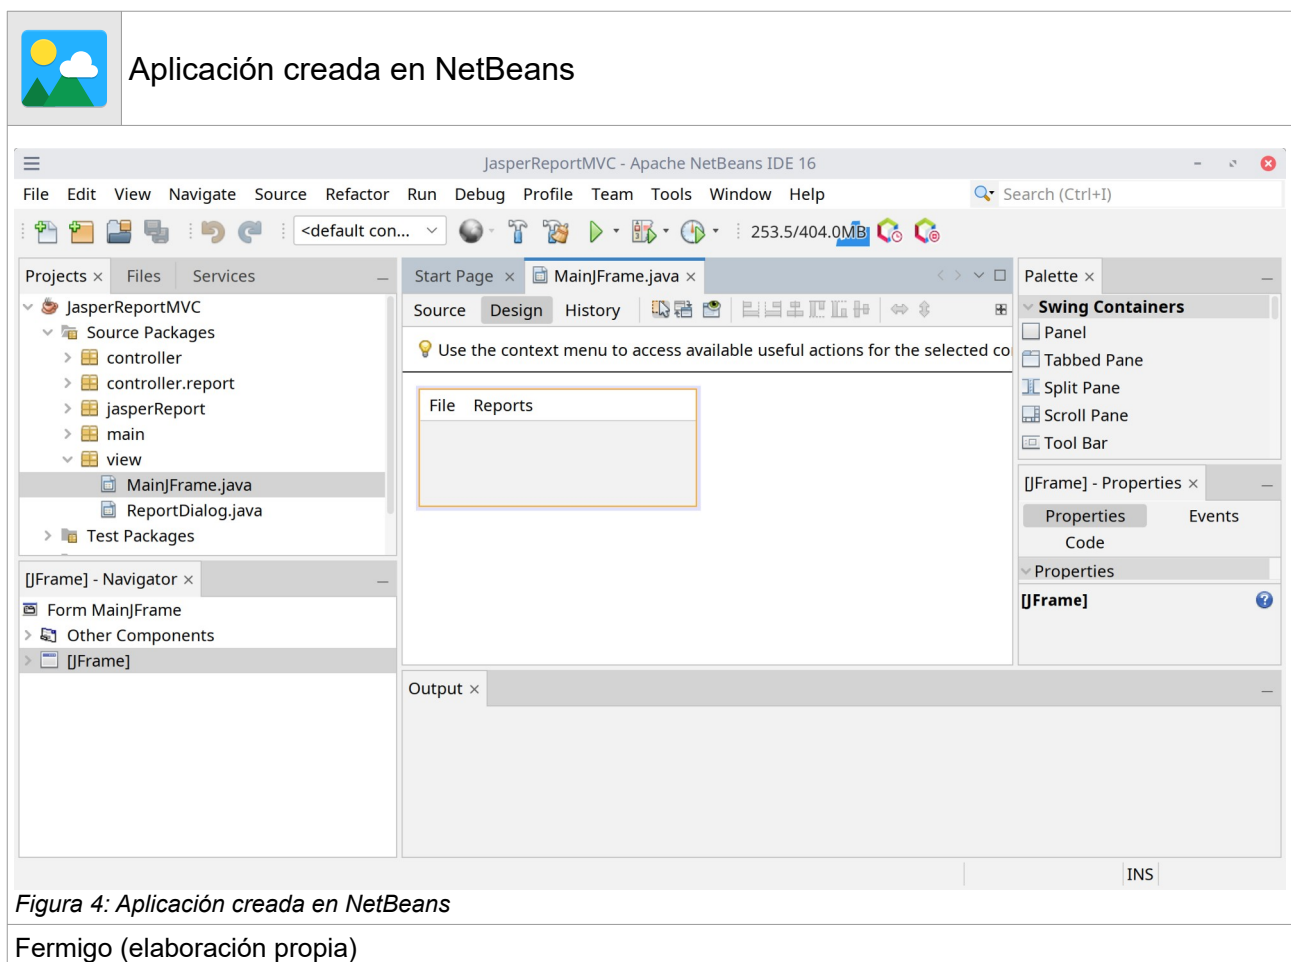 Aplicación creada en NetBeans
JasperReportMVC - Apache NetBeans IDE 16
File Edit View Navigate Source Refactor Run Debug Profile Team Tools Window Help
Search (Ctrl+I)
<default con...
253.5/404.0MB
Projects Files Services
JasperReportMVC
Source Packages
controller
controller.report
jasperReport
main
view
MainJFrame.java
ReportDialog.java
Test Packages
[JFrame] - Navigator
Form MainJFrame
Other Components
[JFrame]
Start Page MainJFrame.java
Source Design History
Use the context menu to access available useful actions for the selected co
File Reports
Palette
Swing Containers
Panel
Tabbed Pane
Split Pane
Scroll Pane
Tool Bar
[JFrame] - Properties
Properties Events
Code
Properties
[JFrame]
Output
INS
Figura 4: Aplicación creada en NetBeans
Fermigo (elaboración propia)